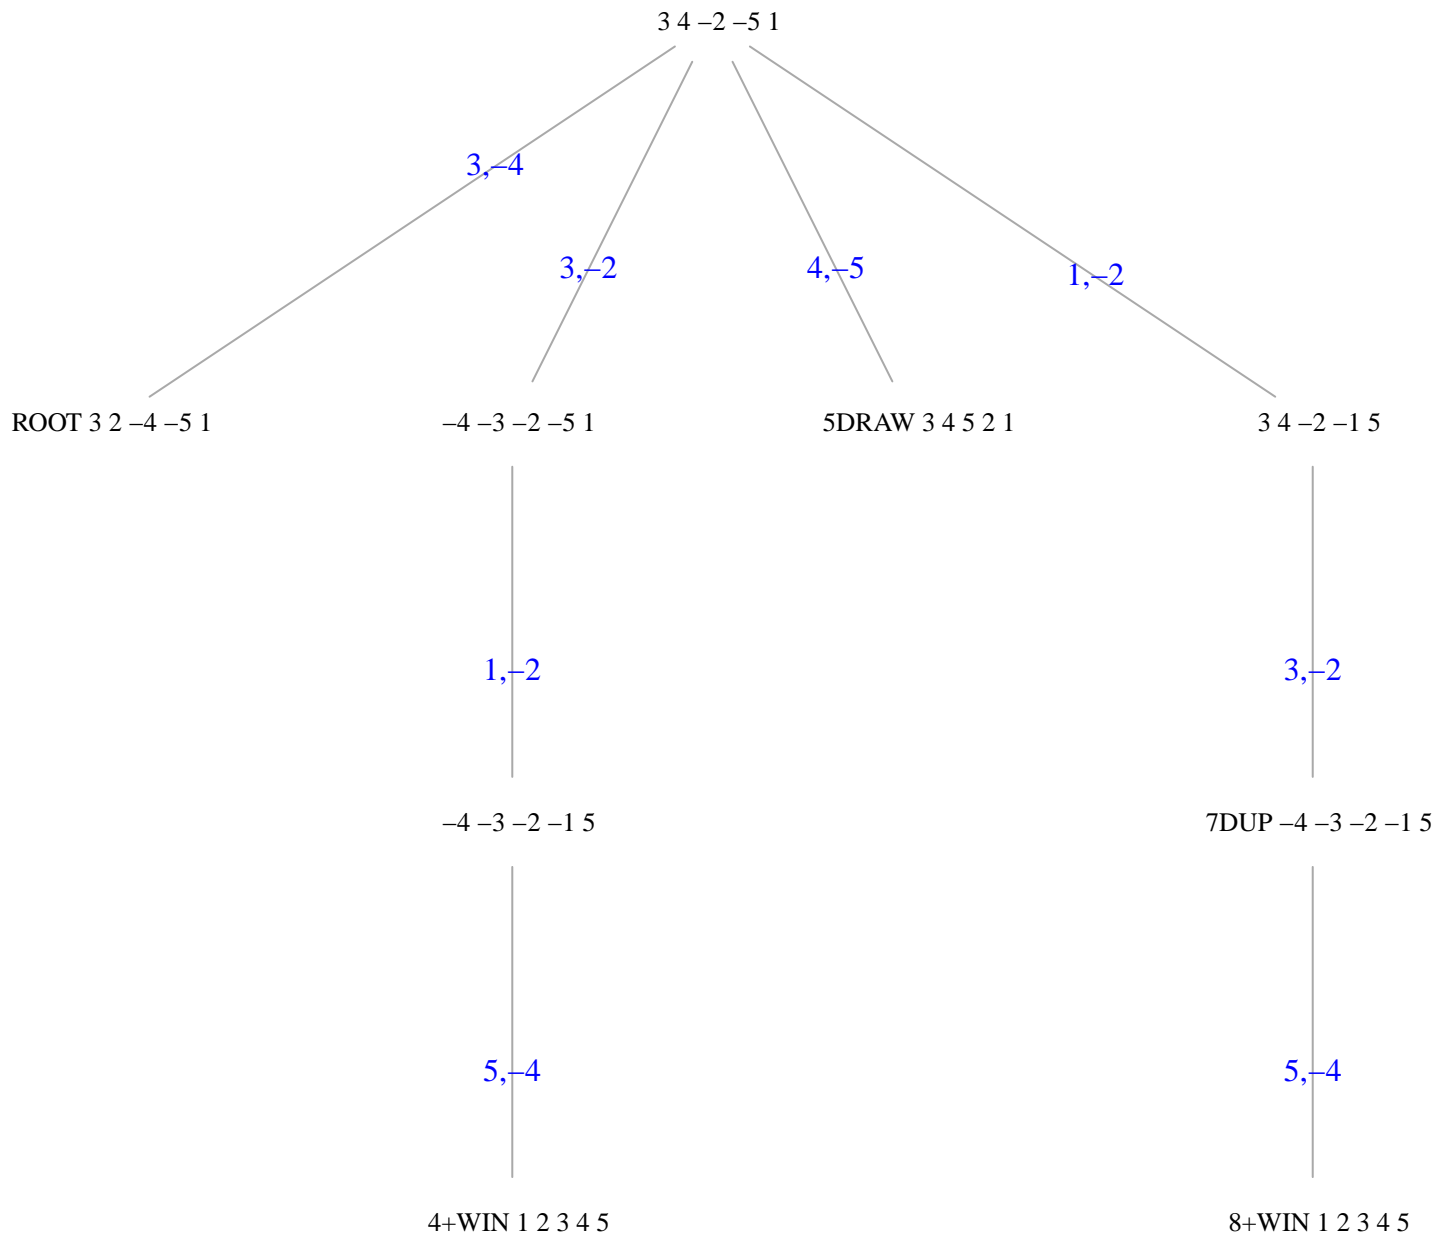 3 4 –2 –5 1
3,–4
3,–2
4,–5
1,–2
ROOT 3 2 –4 –5 1
–4 –3 –2 –5 1
5DRAW 3 4 5 2 1
3 4 –2 –1 5
1,–2
3,–2
–4 –3 –2 –1 5
7DUP –4 –3 –2 –1 5
5,–4
5,–4
4+WIN 1 2 3 4 5
8+WIN 1 2 3 4 5